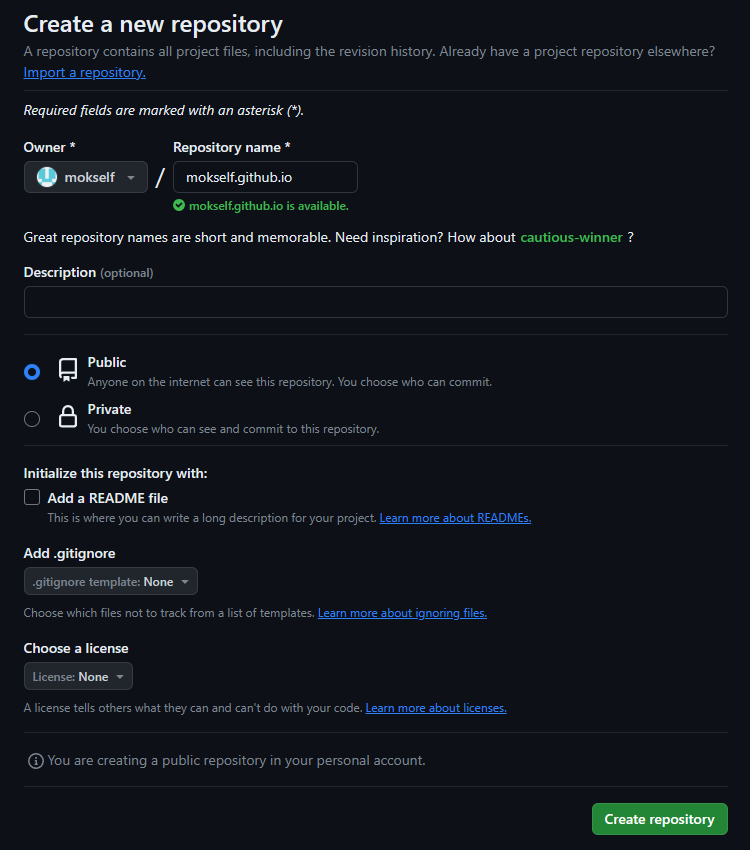 Create a new repository
A repository contains all project files, including the revision history. Already have a project repository elsewhere?
Import a repository.
Required fields are marked with an asterisk (*).
Owner * Repository name *
mokself / mokself.github.io
mokself.github.io is available.
Great repository names are short and memorable. Need inspiration? How about cautious-winner ?
Description (optional)
Public
Anyone on the internet can see this repository. You choose who can commit.
Private
You choose who can see and commit to this repository.
Initialize this repository with:
Add a README file
This is where you can write a long description for your project. Learn more about READMEs.
Add .gitignore
.gitignore template: None
Choose which files not to track from a list of templates. Learn more about ignoring files.
Choose a license
License: None
A license tells others what they can and can't do with your code. Learn more about licenses.
You are creating a public repository in your personal account.
Create repository